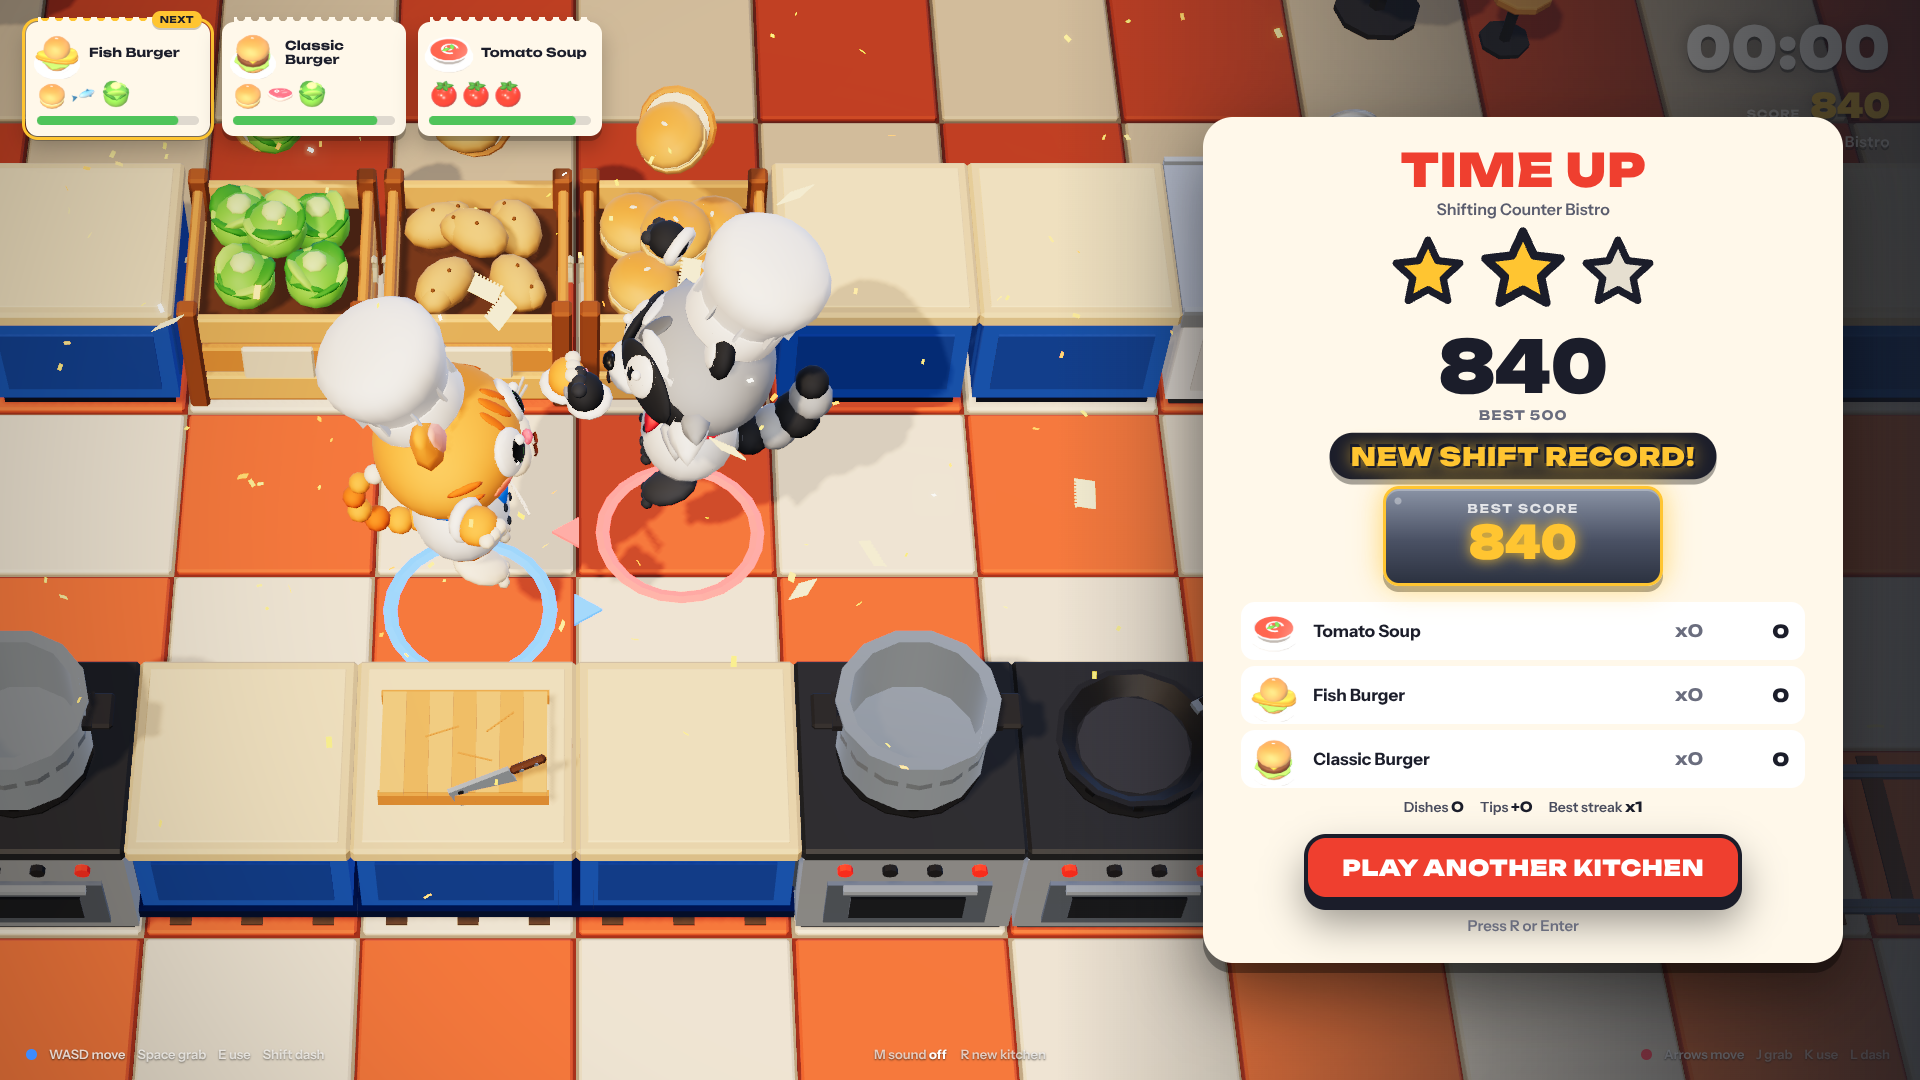 NEXT
Fish Burger
Classic
Burger
Tomato Soup
00:00
SCORE 840
Bistro
TIME UP
Shifting Counter Bistro
840
BEST 500
NEW SHIFT RECORD!
BEST SCORE
840
Tomato Soup x0 0
Fish Burger x0 0
Classic Burger x0 0
Dishes 0 Tips +0 Best streak x1
PLAY ANOTHER KITCHEN
Press R or Enter
WASD move Space grab E use Shift dash
M sound off R new kitchen
Arrows move J grab K use L dash